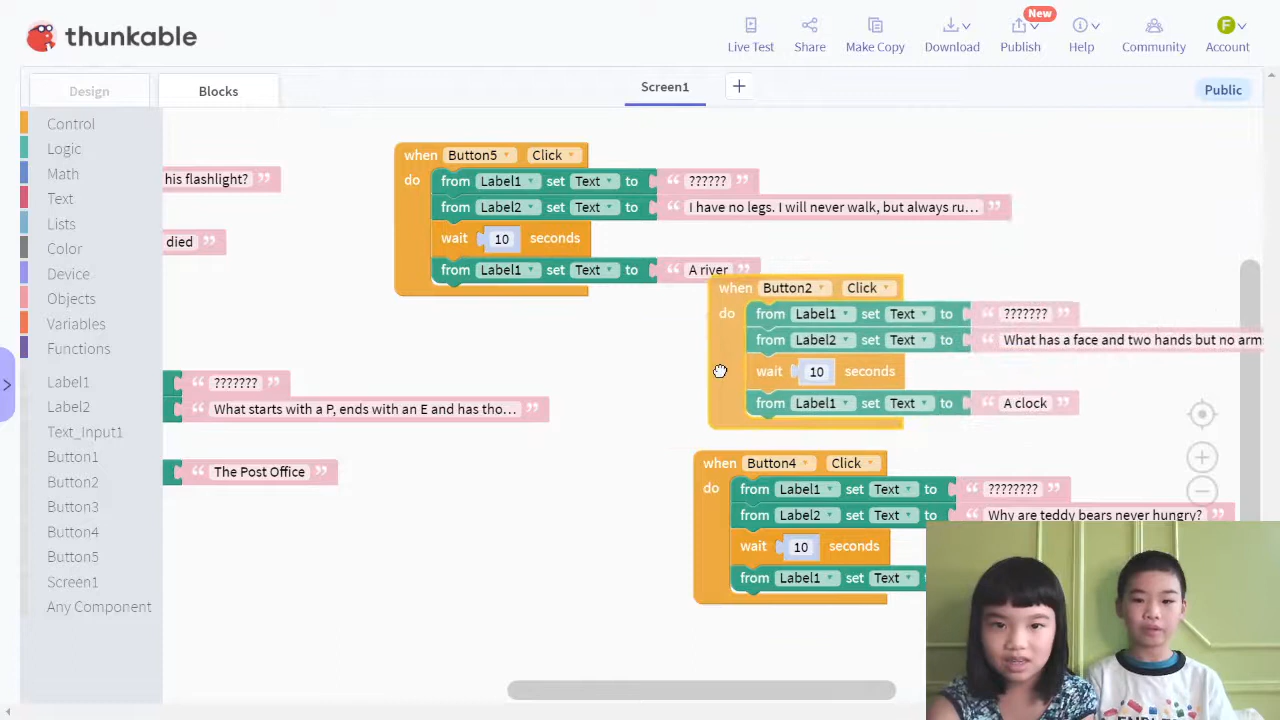 thunkable
New
Live Test Share Make Copy Download Publish Help Community Account
F
Design Blocks Screen1 + Public
Control
Logic
Math
Text
Lists
Color
Device
Objects
Variables
Functions
Label1
Label2
Text_Input1
Button1
Button2
Button3
Button4
Button5
Screen1
Any Component
his flashlight? ”
died ”
“ ??????? ”
“ What starts with a P, ends with an E and has tho… ”
“ The Post Office ”
when Button5 Click
do from Label1 set Text to “ ?????? ”
from Label2 set Text to “ I have no legs. I will never walk, but always ru… ”
wait 10 seconds
from Label1 set Text to “ A river ”
when Button2 Click
do from Label1 set Text to “ ??????? ”
from Label2 set Text to “ What has a face and two hands but no arm
wait 10 seconds
from Label1 set Text to “ A clock ”
when Button4 Click
do from Label1 set Text to “ ???????? ”
from Label2 set Text to “ Why are teddy bears never hungry? ”
wait 10 seconds
from Label1 set Text